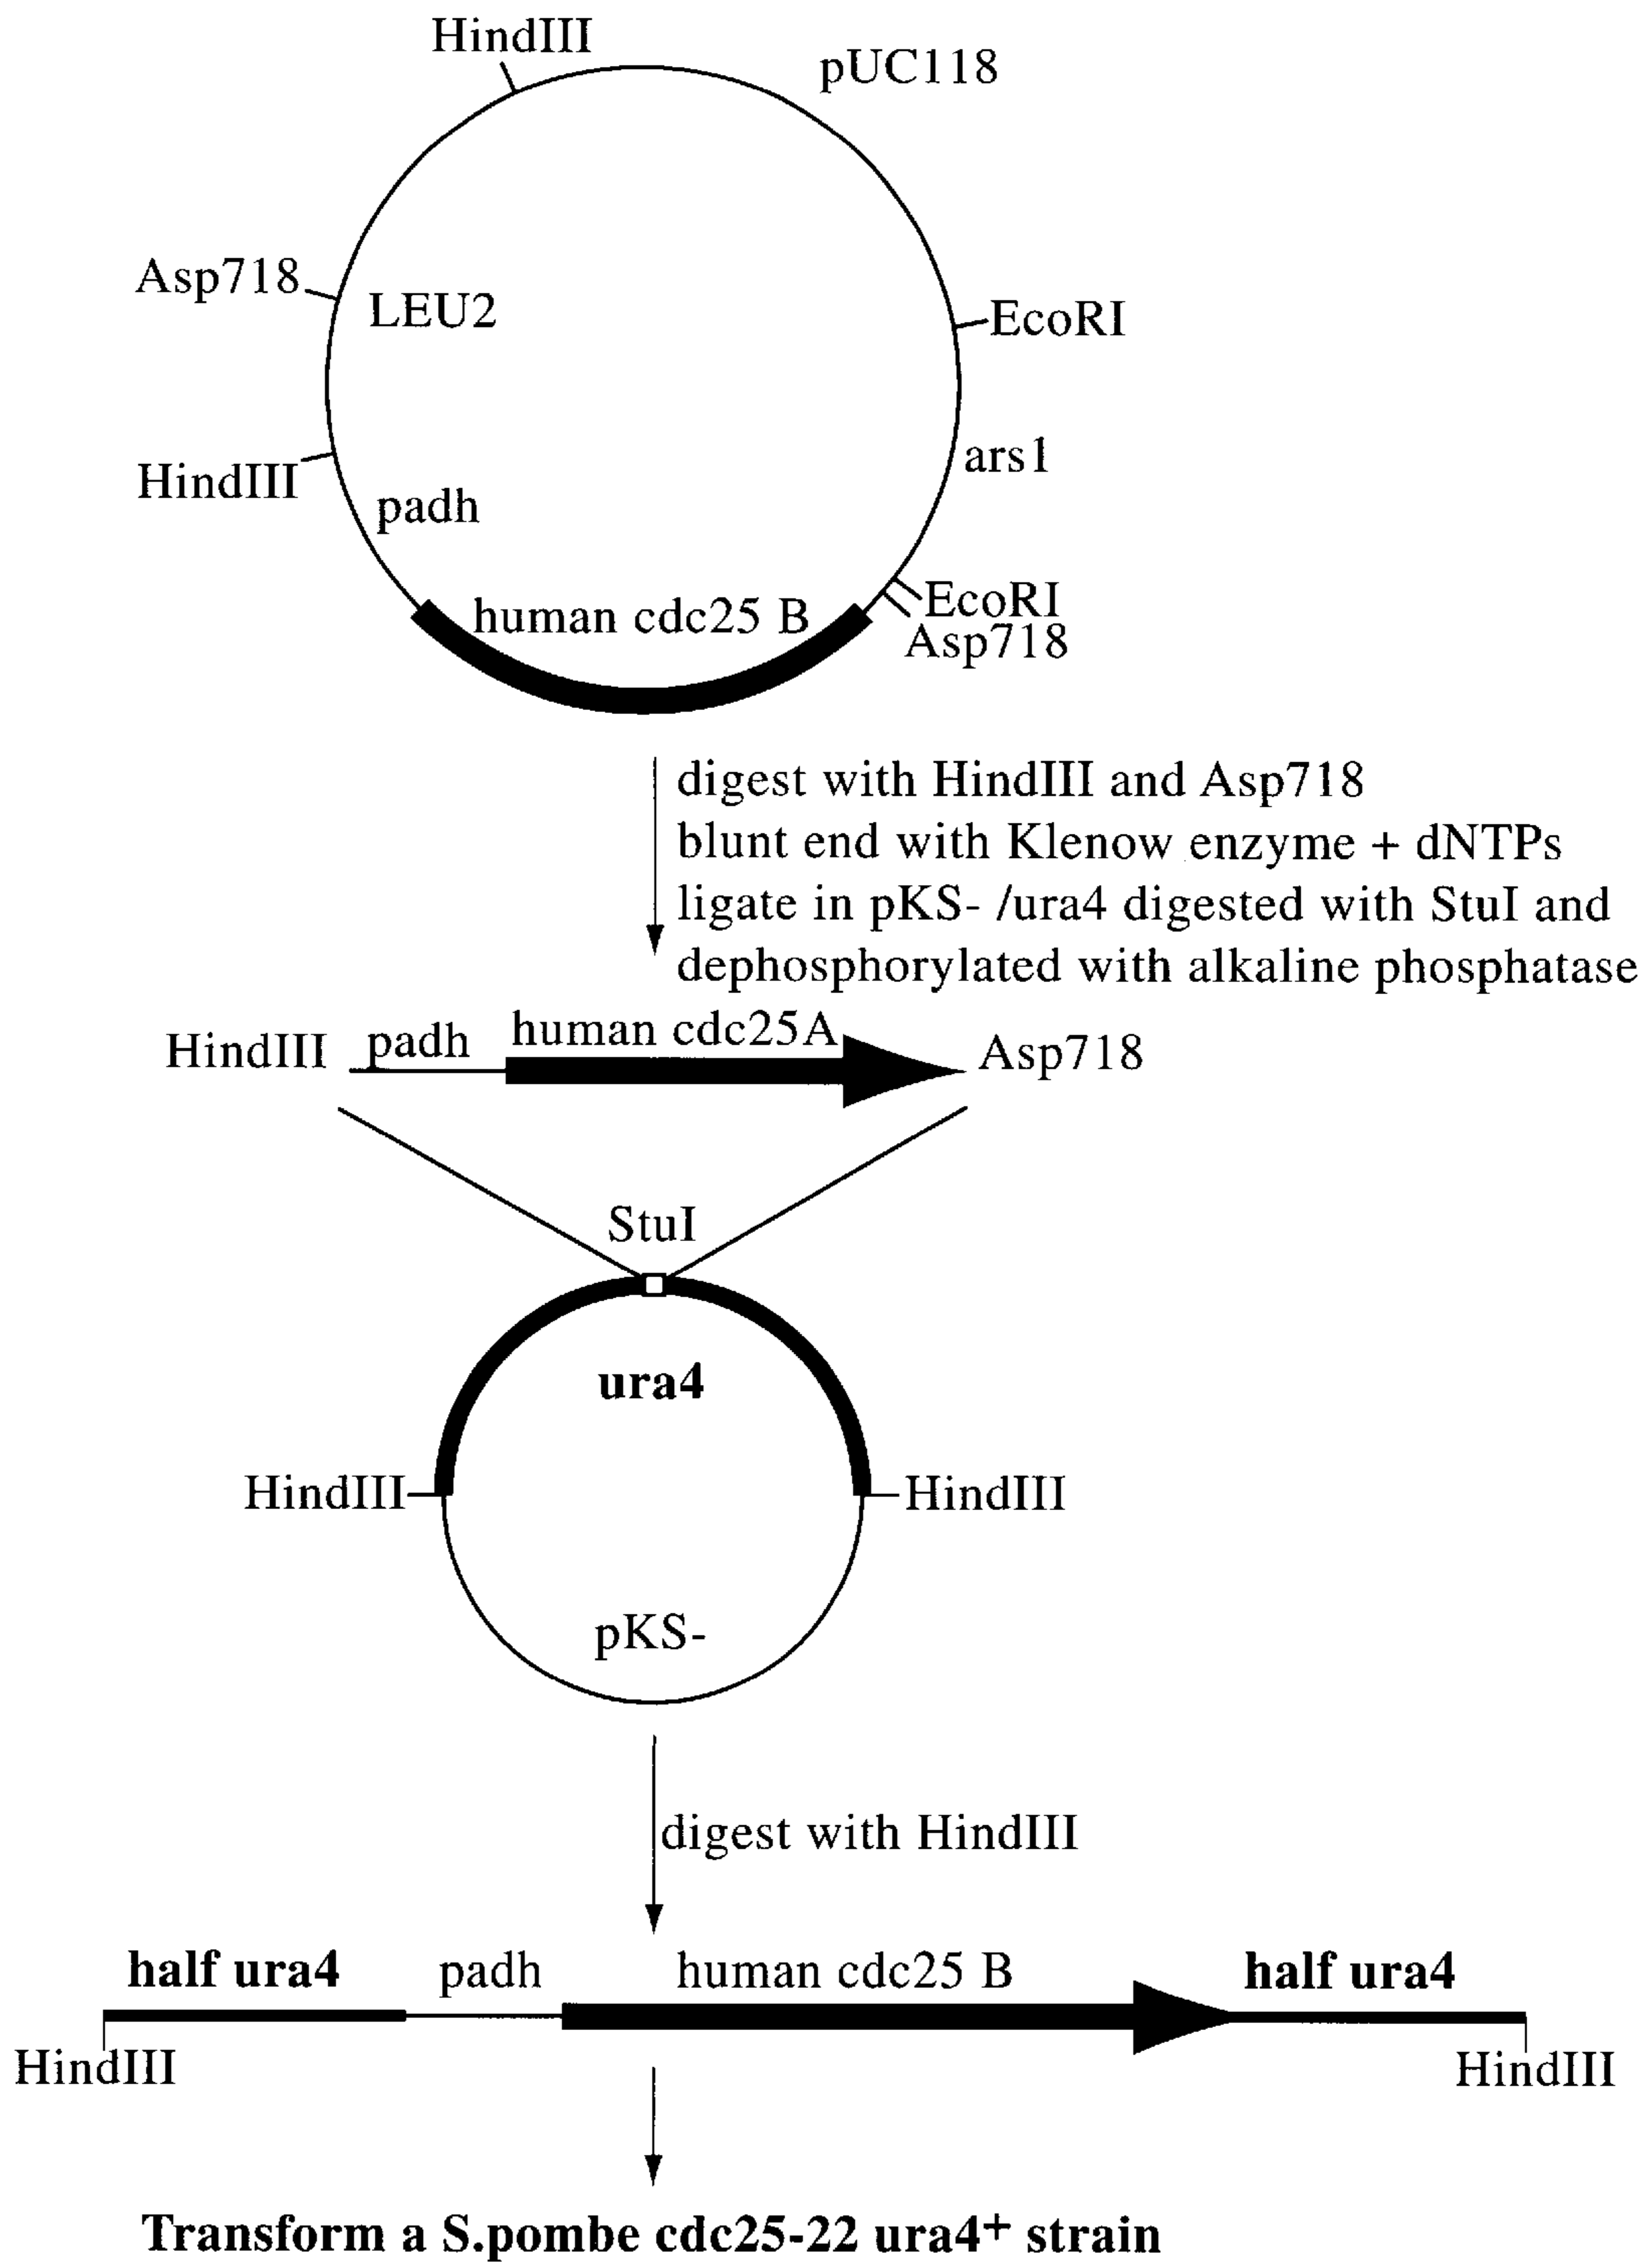 HindIII
pUC118
Asp718
LEU2
EcoRI
HindIII
ars1
padh
human cdc25 B
EcoRI
Asp718
digest with HindIII and Asp718
blunt end with Klenow enzyme + dNTPs
ligate in pKS- /ura4 digested with StuI and
dephosphorylated with alkaline phosphatase
HindIII
padh
human cdc25A
Asp718
StuI
ura4
HindIII
HindIII
pKS-
digest with HindIII
half ura4
padh
human cdc25 B
half ura4
HindIII
HindIII
Transform a S.pombe cdc25-22 ura4+ strain